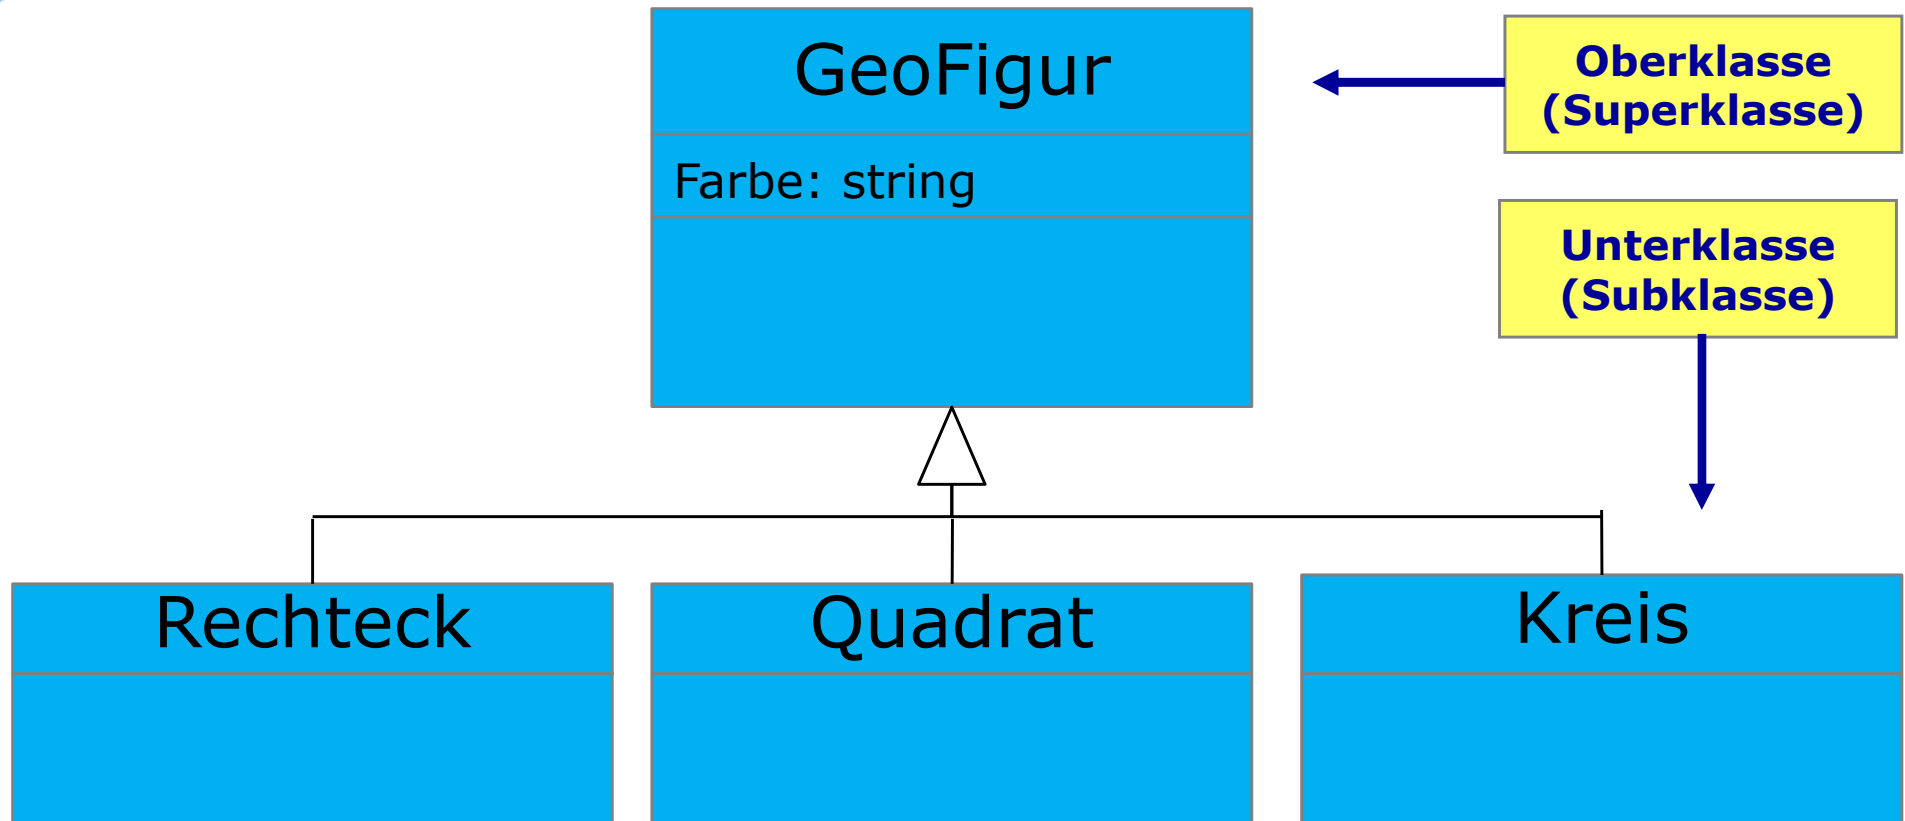 GeoFigur
Farbe: string
Oberklasse
(Superklasse)
Unterklasse
(Subklasse)
Rechteck
Quadrat
Kreis